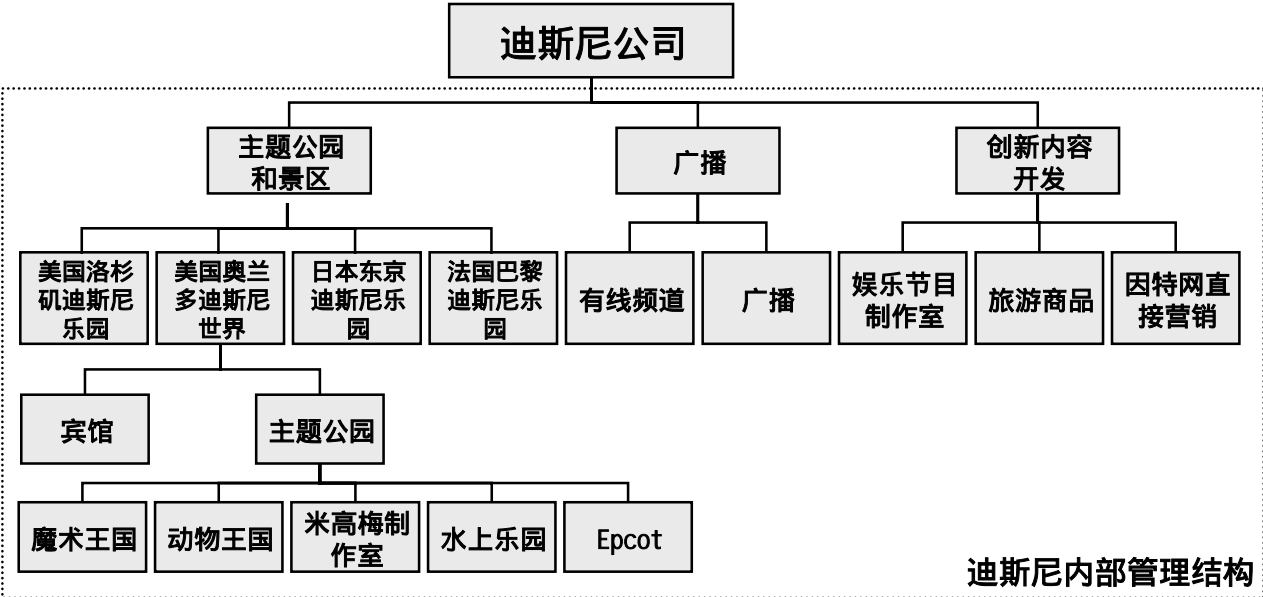 迪斯尼公司
主题公园
和景区
广播
创新内容
开发
美国洛杉
矶迪斯尼
乐园
美国奥兰
多迪斯尼
世界
日本东京
迪斯尼乐
园
法国巴黎
迪斯尼乐
园
有线频道
广播
娱乐节目
制作室
旅游商品
因特网直
接营销
宾馆
主题公园
魔术王国
动物王国
米高梅制
作室
水上乐园
Epcot
迪斯尼内部管理结构